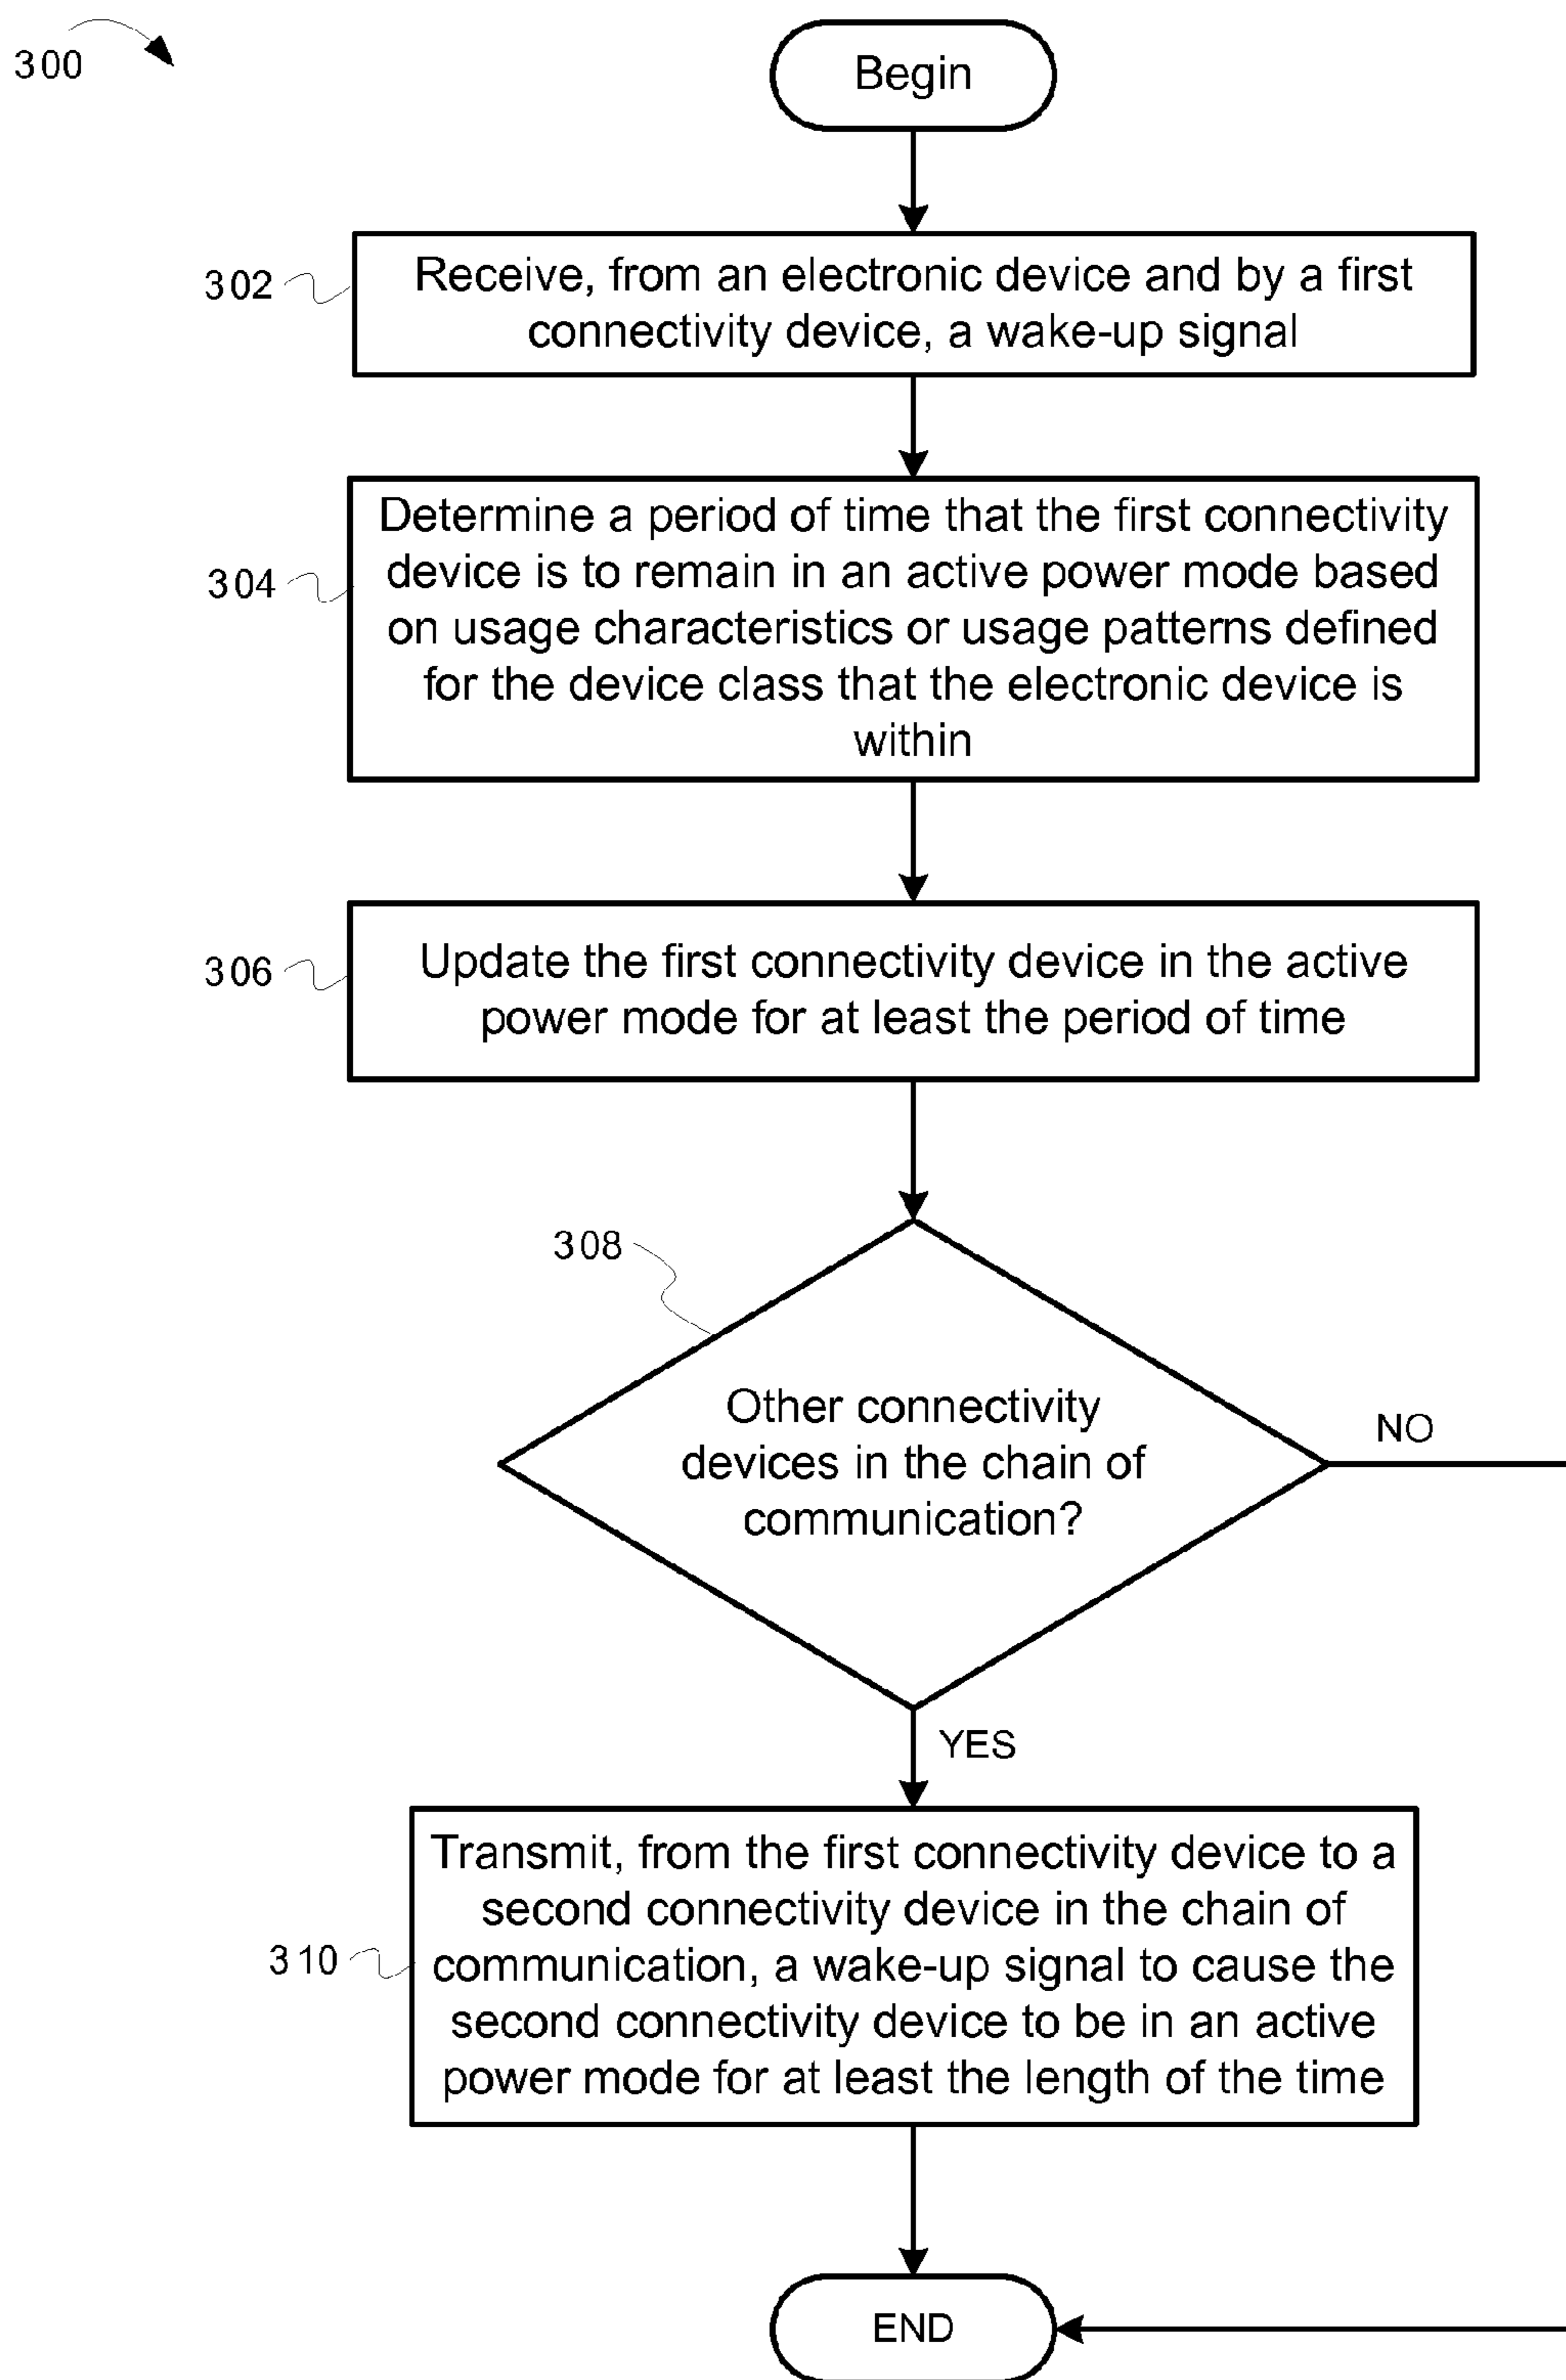 300
Begin
302
Receive, from an electronic device and by a first
connectivity device, a wake-up signal
304
Determine a period of time that the first connectivity
device is to remain in an active power mode based
on usage characteristics or usage patterns defined
for the device class that the electronic device is
within
306
Update the first connectivity device in the active
power mode for at least the period of time
308
Other connectivity
devices in the chain of
communication?
NO
YES
310
Transmit, from the first connectivity device to a
second connectivity device in the chain of
communication, a wake-up signal to cause the
second connectivity device to be in an active
power mode for at least the length of the time
END